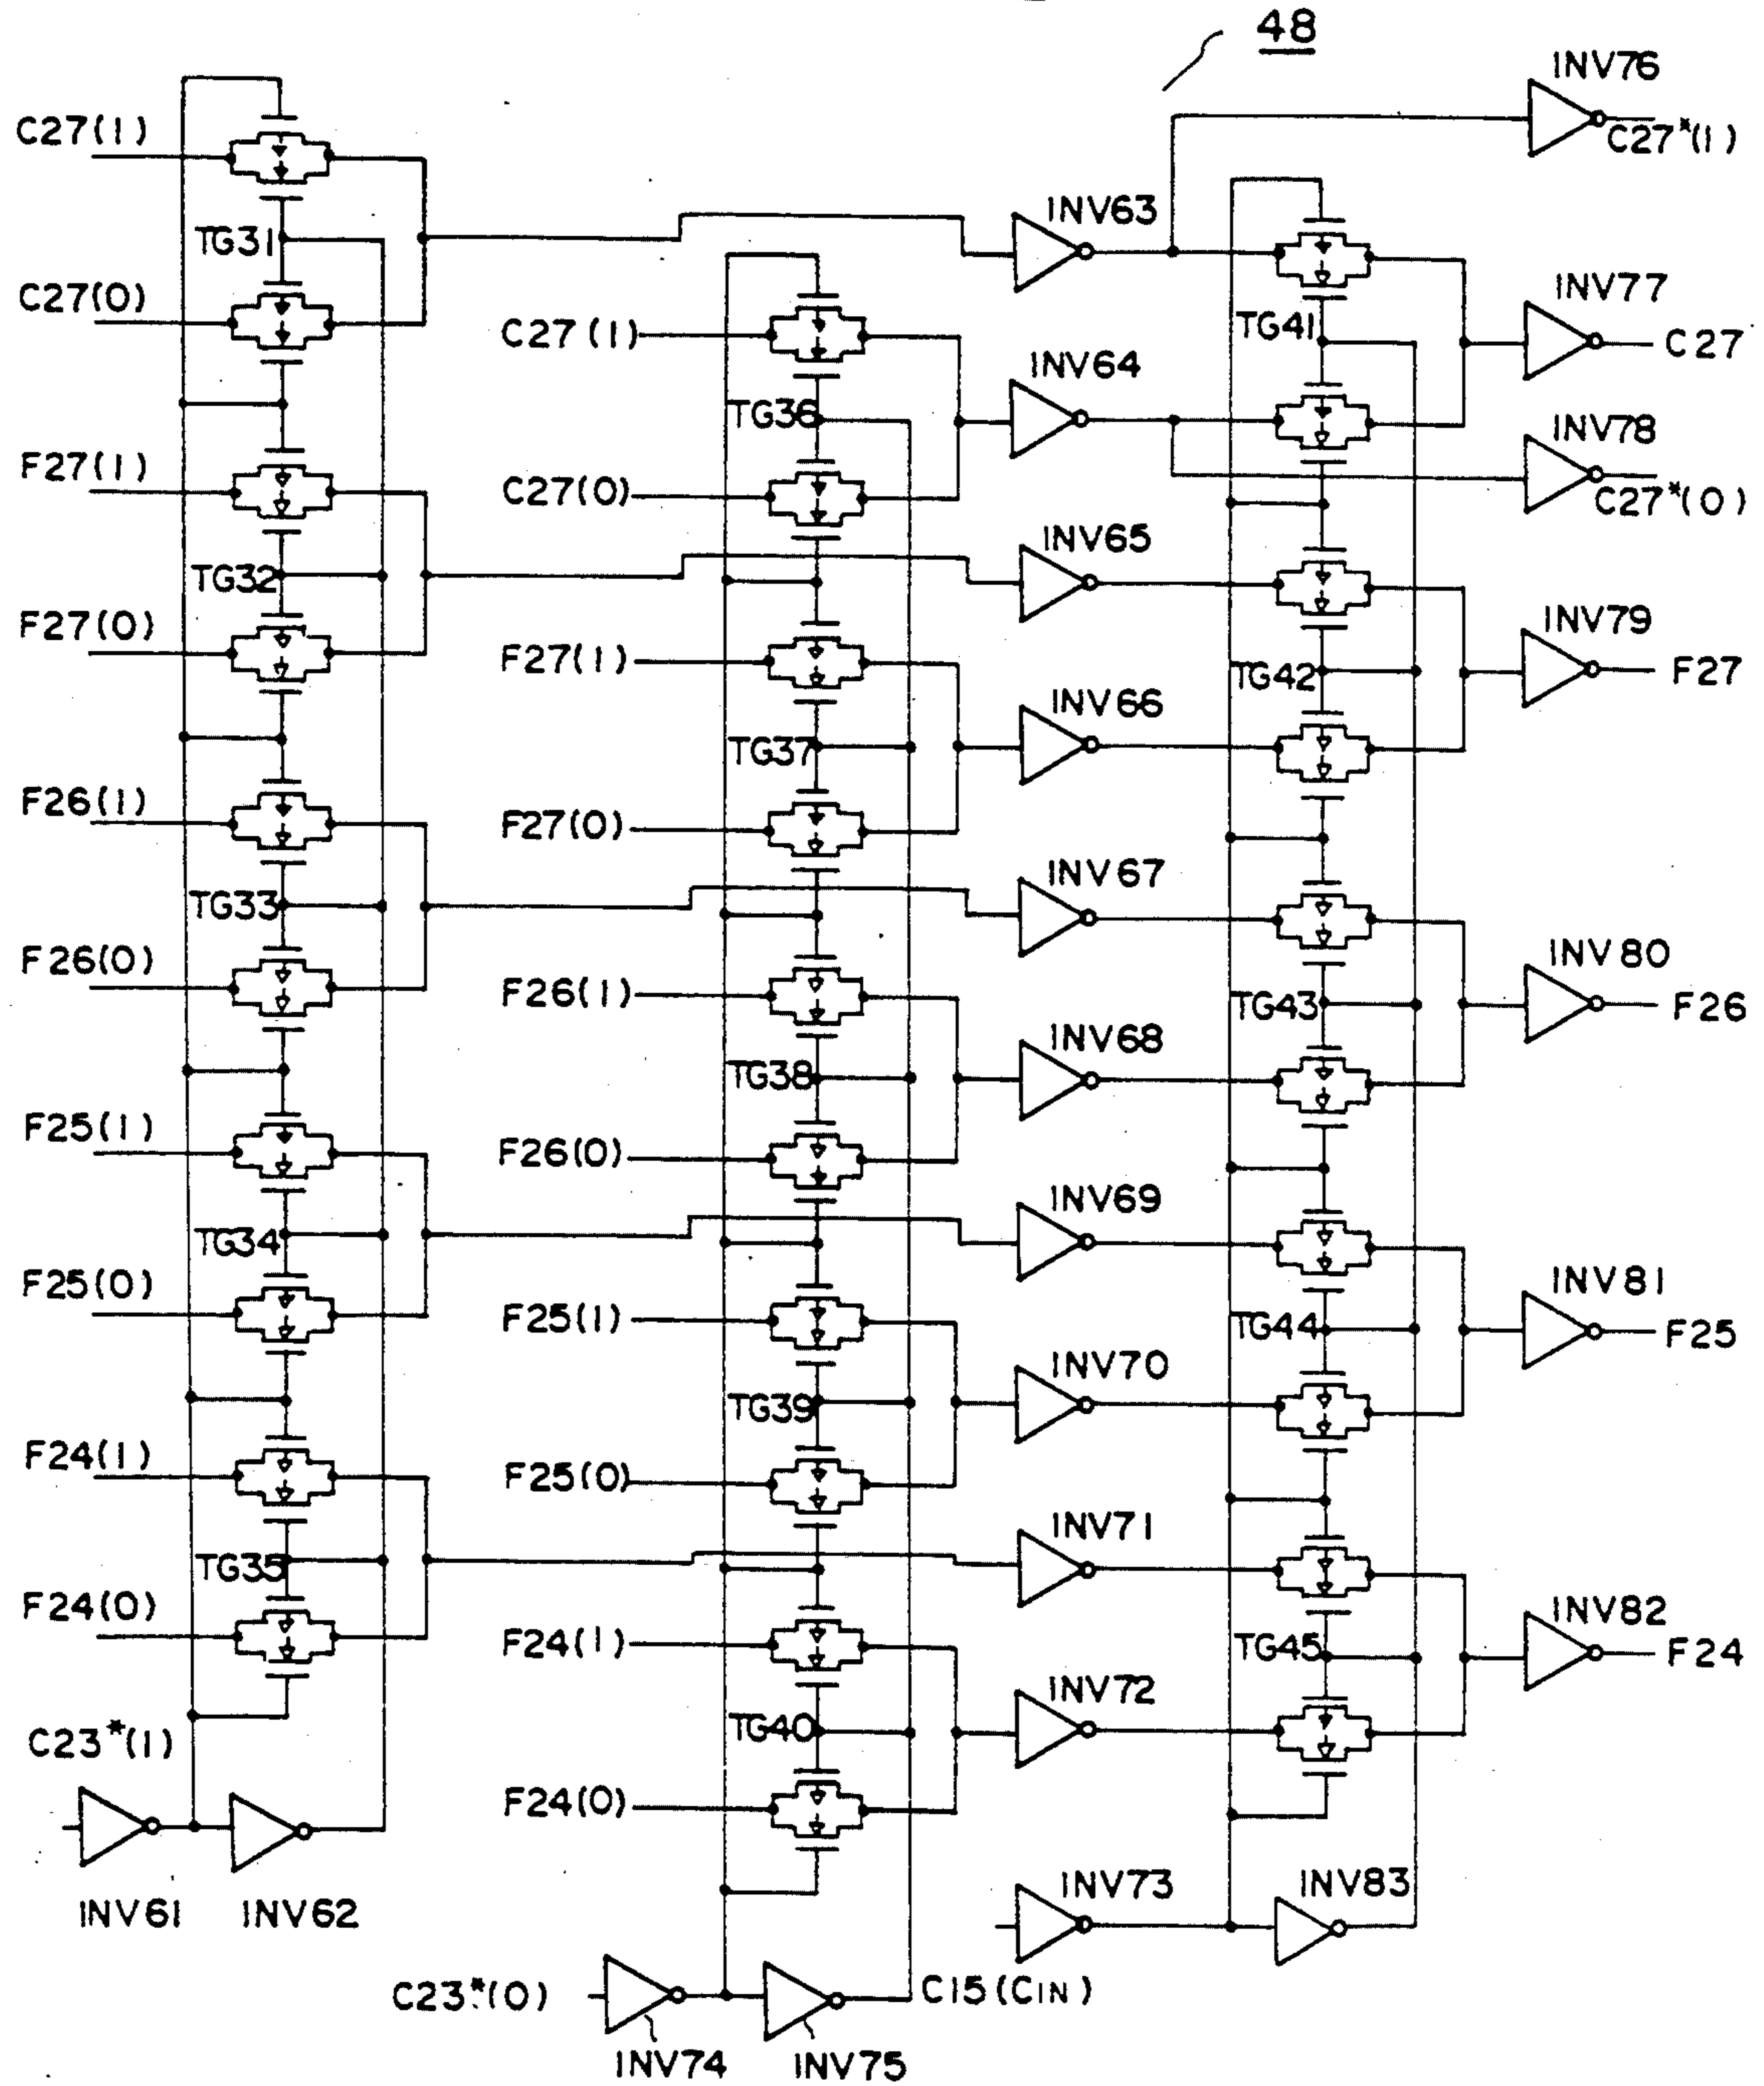 48
INV76
C27(1)
C27*(1)
INV63
TG31
INV77
C27(0)
TG41
C27(1)
C27
INV64
TG36
INV78
F27(1)
C27(0)
C27*(0)
INV65
TG32
INV79
F27(0)
F27(1)
TG42
F27
INV66
TG37
F26(1)
F27(0)
INV67
TG33
INV80
F26(0)
F26(1)
TG43
F26
INV68
TG38
F25(1)
F26(0)
INV69
TG34
INV81
F25(0)
F25(1)
TG44
F25
INV70
TG39
F24(1)
F25(0)
INV71
TG35
F24(0)
INV82
F24(1)
TG45
F24
INV72
C23*(1)
TG40
F24(0)
INV73
INV83
INV61
INV62
C23*(0)
C15(CIN)
INV74
INV75